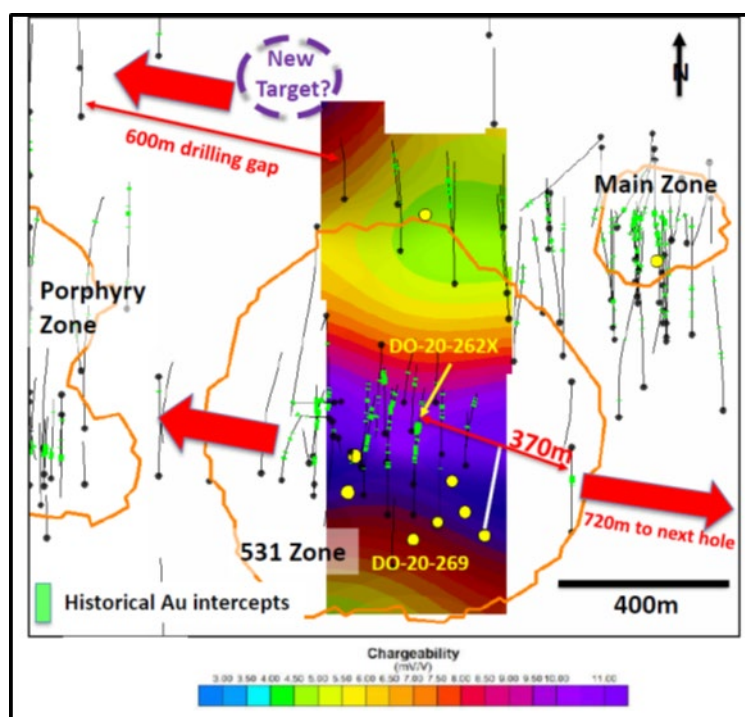 New
Target?
N
600m drilling gap
Main Zone
Porphyry
Zone
DO-20-262X
370m
720m to next hole
531 Zone
DO-20-269
Historical Au intercepts
400m
Chargeability
(mV/V)
3.00 3.50 4.00 4.50 5.00 5.50 6.00 6.50 7.00 7.50 8.00 8.50 9.00 9.50 10.00 11.00